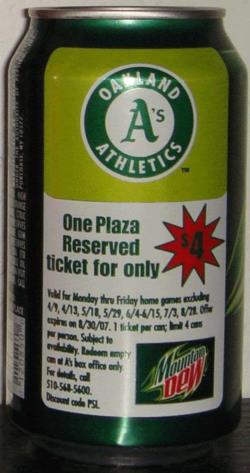 OAKLAND
A's
ATHLETICS
TM
One Plaza
Reserved
ticket for only
$4
Valid for Monday thru Friday home games excluding
4/9, 4/13, 5/18, 5/29, 6/4-6/15, 7/3, 8/28. Offer
expires on 8/30/07. 1 ticket per can; limit 4 cans
per person. Subject to
availability. Redeem empty
can at A's box office only.
For details, call
510-568-5600.
Discount code PSI.
Mountain
Dew